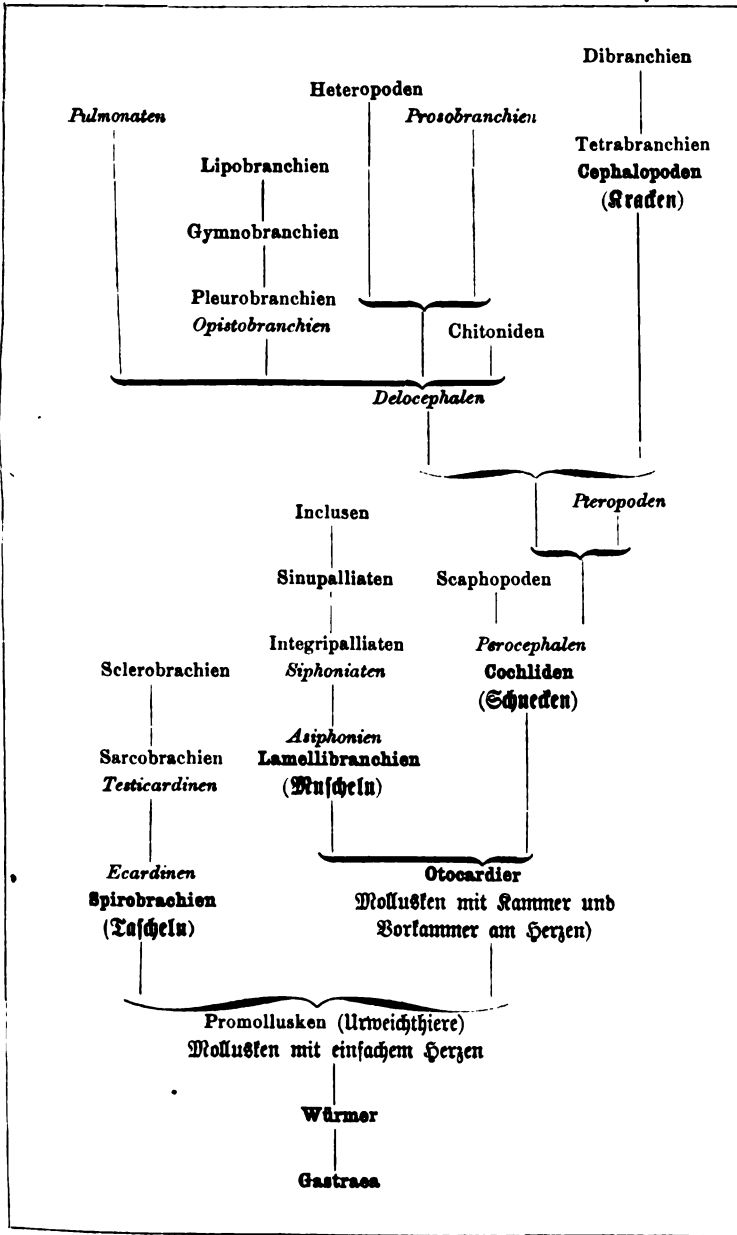 Dibranchien
Heteropoden
Pulmonaten
Prosobranchien
Tetrabranchien
Cephalopoden
(Kracken)
Lipobranchien
Gymnobranchien
Pleurobranchien
Opistobranchien
Chitoniden
Delocephalen
Pteropoden
Inclusen
Sinupalliaten
Scaphopoden
Integripalliaten
Siphoniaten
Perocephalen
Cochliden
(Schnecken)
Sclerobrachien
Asiphonien
Lamellibranchien
(Muscheln)
Sarcobrachien
Testicardinen
Ecardinen
Spirobrachien
(Tascheln)
Otocardier
Mollusken mit Kammer und
Vorkammer am Herzen)
Promollusken (Urweichthiere)
Mollusken mit einfachem Herzen
Würmer
Gastraea